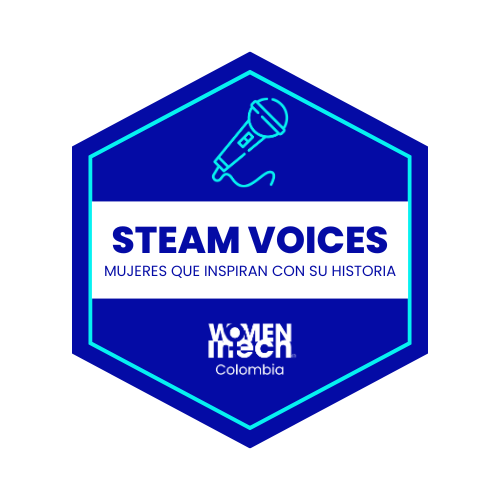 STEAM VOICES
MUJERES QUE INSPIRAN CON SU HISTORIA
WOMEN
in Tech®
Colombia